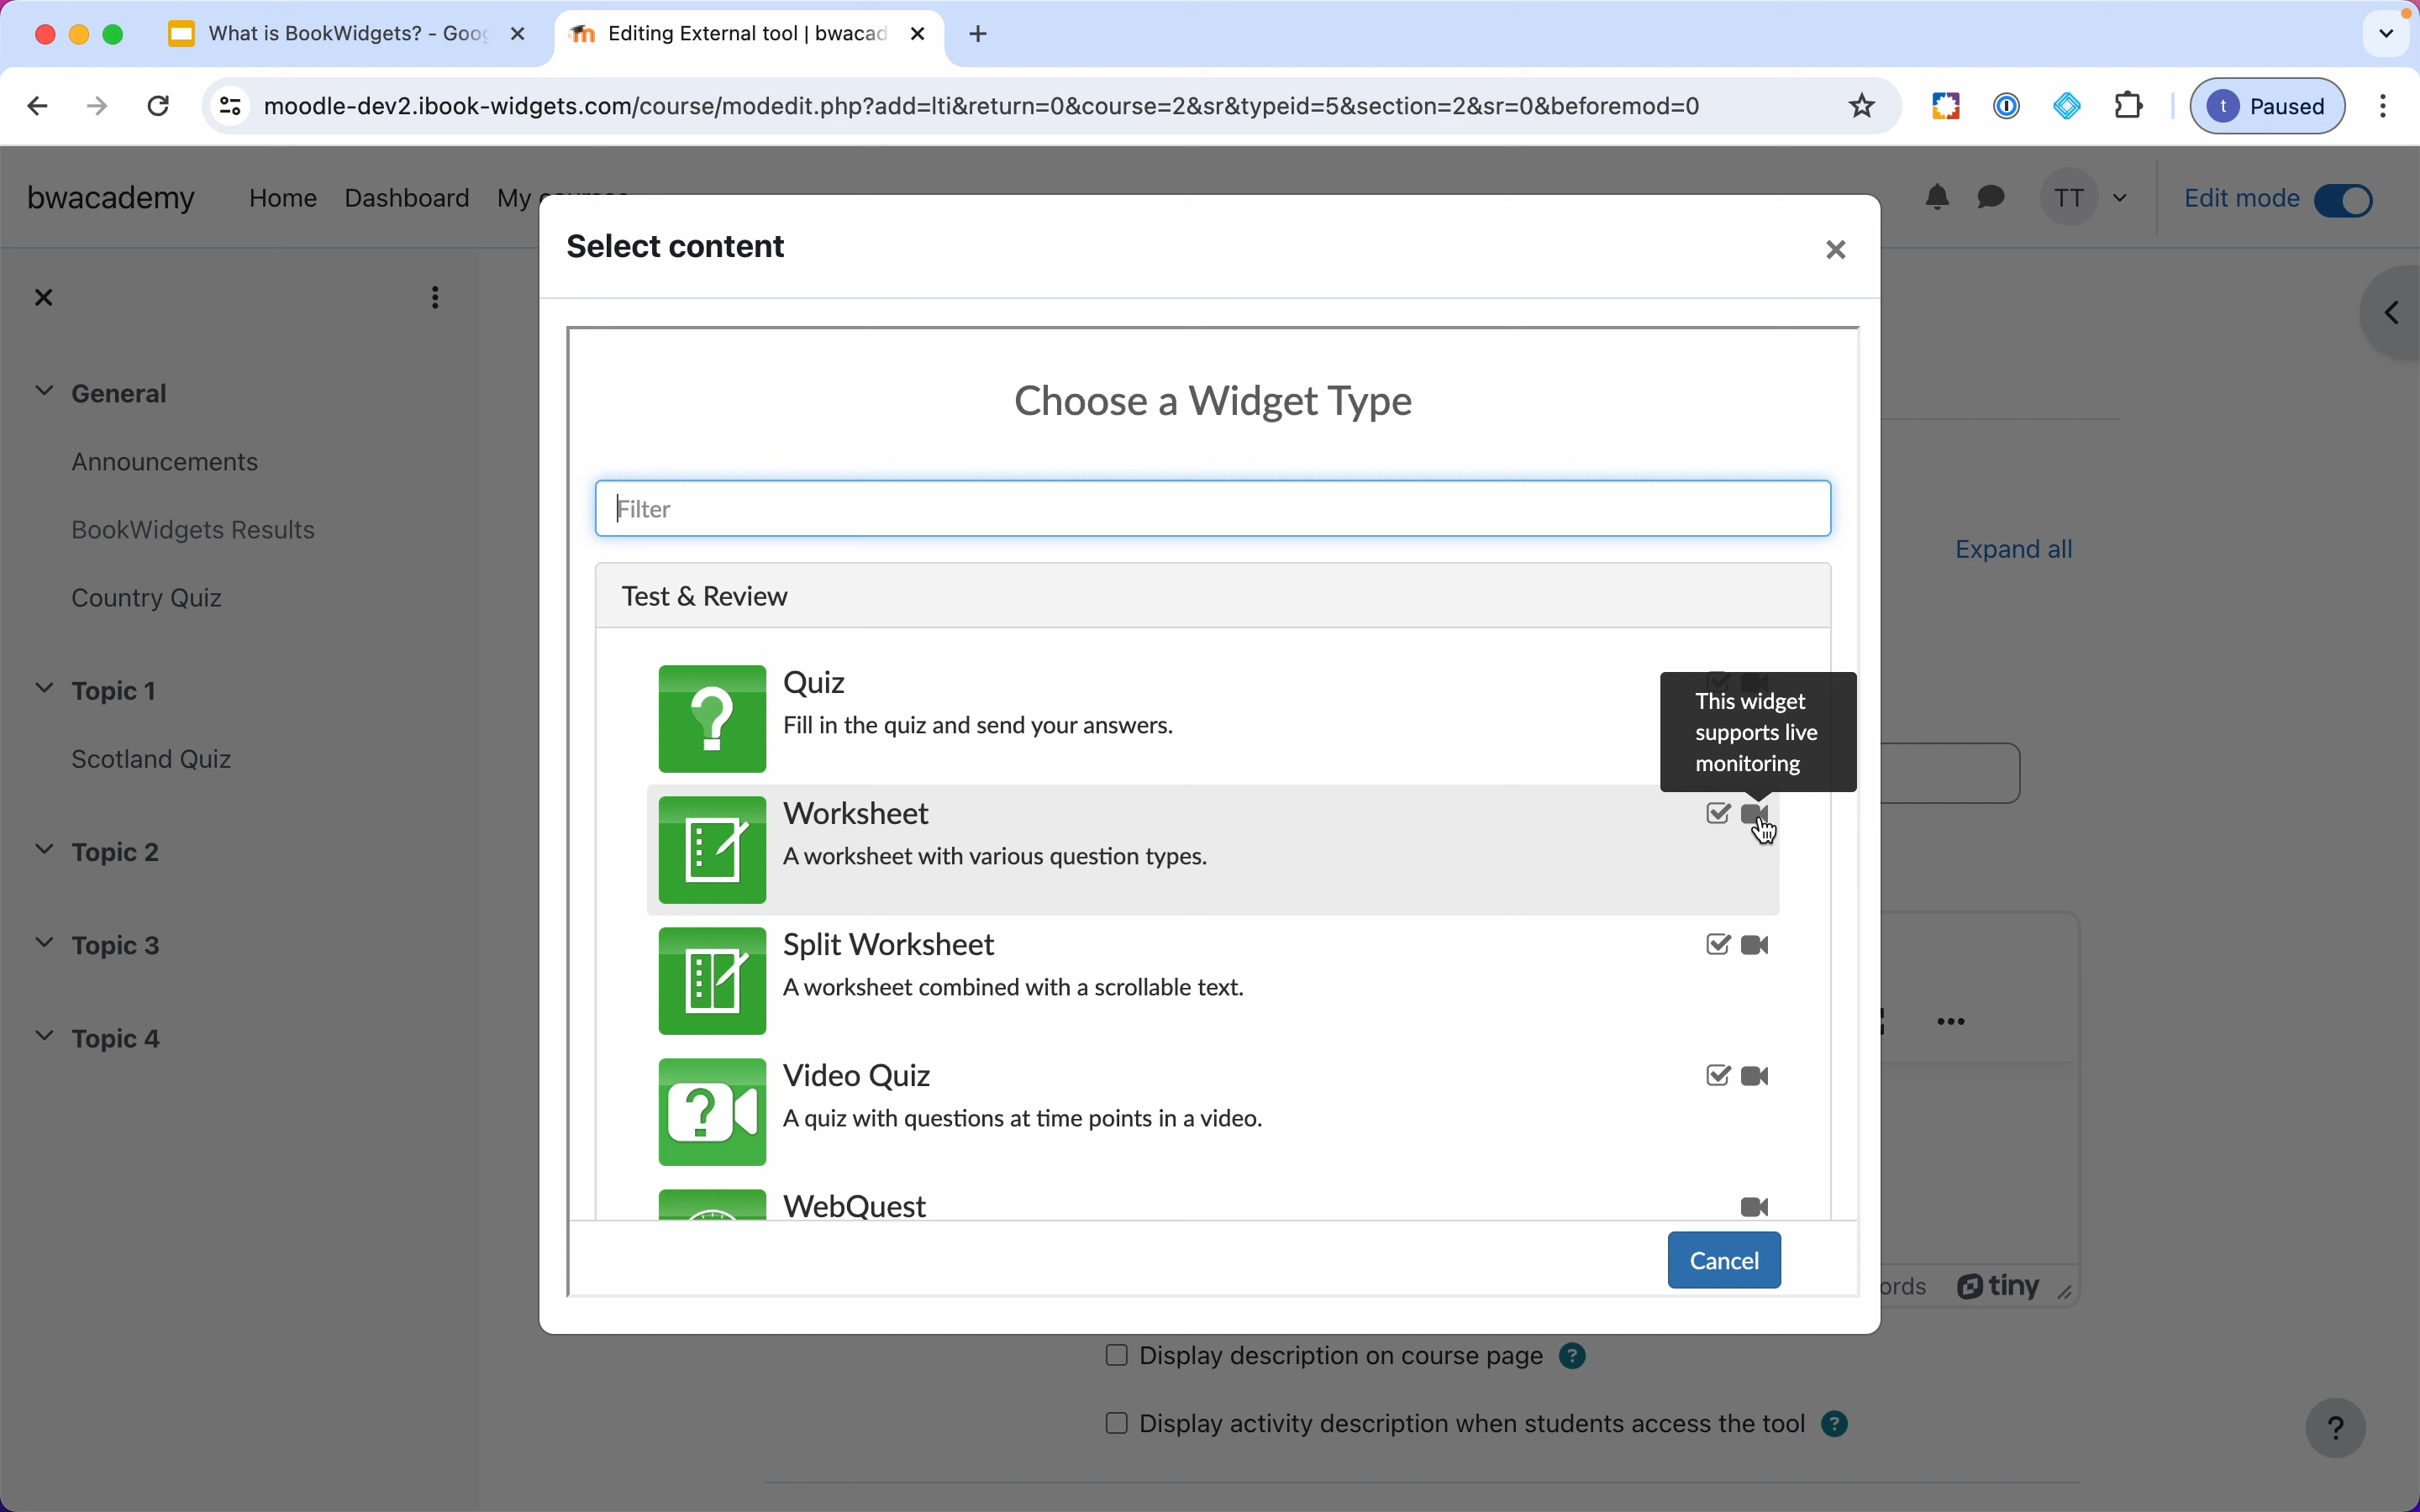 What is BookWidgets? - Goog
Editing External tool | bwacad
moodle-dev2.ibook-widgets.com/course/modedit.php?add=lti&return=0&course=2&sr&typeid=5&section=2&sr=0&beforemod=0
t Paused
bwacademy
Home
Dashboard
My
TT
Edit mode
Select content
General
Announcements
BookWidgets Results
Country Quiz
Topic 1
Scotland Quiz
Topic 2
Topic 3
Topic 4
Choose a Widget Type
Filter
Test & Review
Quiz
Fill in the quiz and send your answers.
This widget
supports live
monitoring
Worksheet
A worksheet with various question types.
Split Worksheet
A worksheet combined with a scrollable text.
Video Quiz
A quiz with questions at time points in a video.
WebQuest
Cancel
Expand all
ords
tiny
Display description on course page ?
Display activity description when students access the tool ?
?